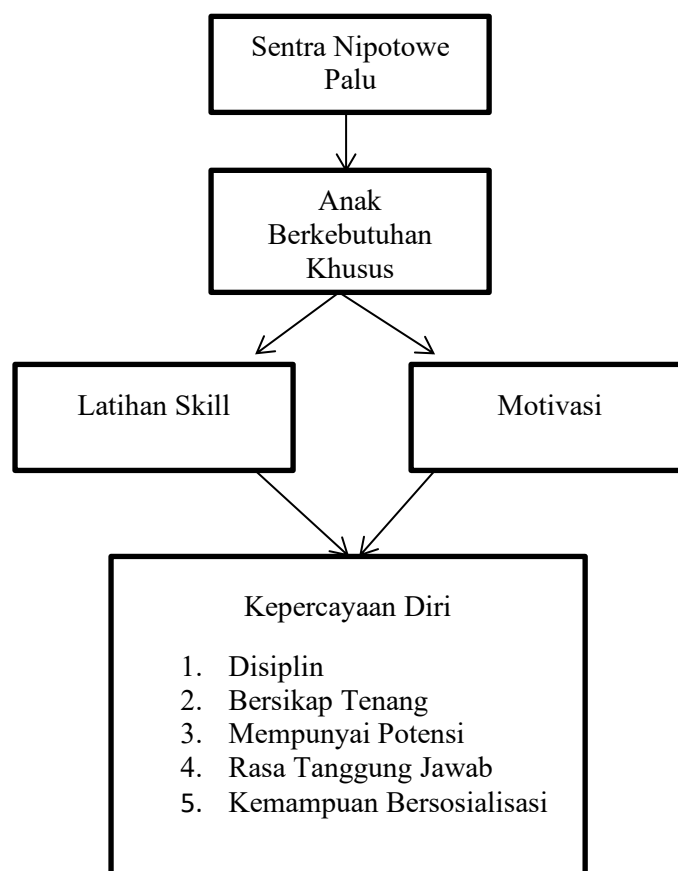 Sentra Nipotowe
Palu
Anak
Berkebutuhan
Khusus
Latihan Skill
Motivasi
Kepercayaan Diri
1. Disiplin
2. Bersikap Tenang
3. Mempunyai Potensi
4. Rasa Tanggung Jawab
5. Kemampuan Bersosialisasi